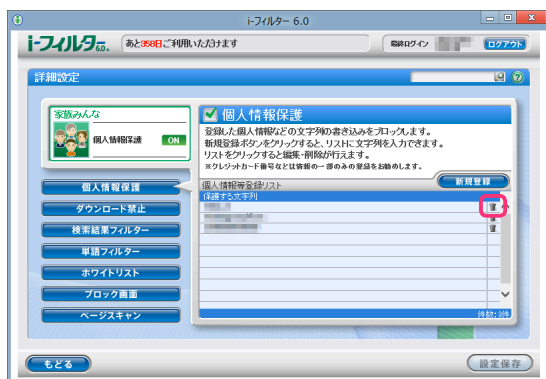 i-フィルター 6.0
i-フィルター 6.0.
あと358日ご利用いただけます
最終ログイン
ログアウト
詳細設定
家族みんな
個人情報保護
ON
個人情報保護
ダウンロード禁止
検索結果フィルター
単語フィルター
ホワイトリスト
ブロック画面
ページスキャン
個人情報保護
登録した個人情報などの文字列の書き込みをブロックします。
新規登録ボタンをクリックすると、リストに文字列を入力できます。
リストをクリックすると編集・削除が行えます。
※クレジットカード番号などは情報の一部のみの登録をお勧めします。
個人情報等登録リスト
新規登録
保護する文字列
件数:3件
もどる
設定保存